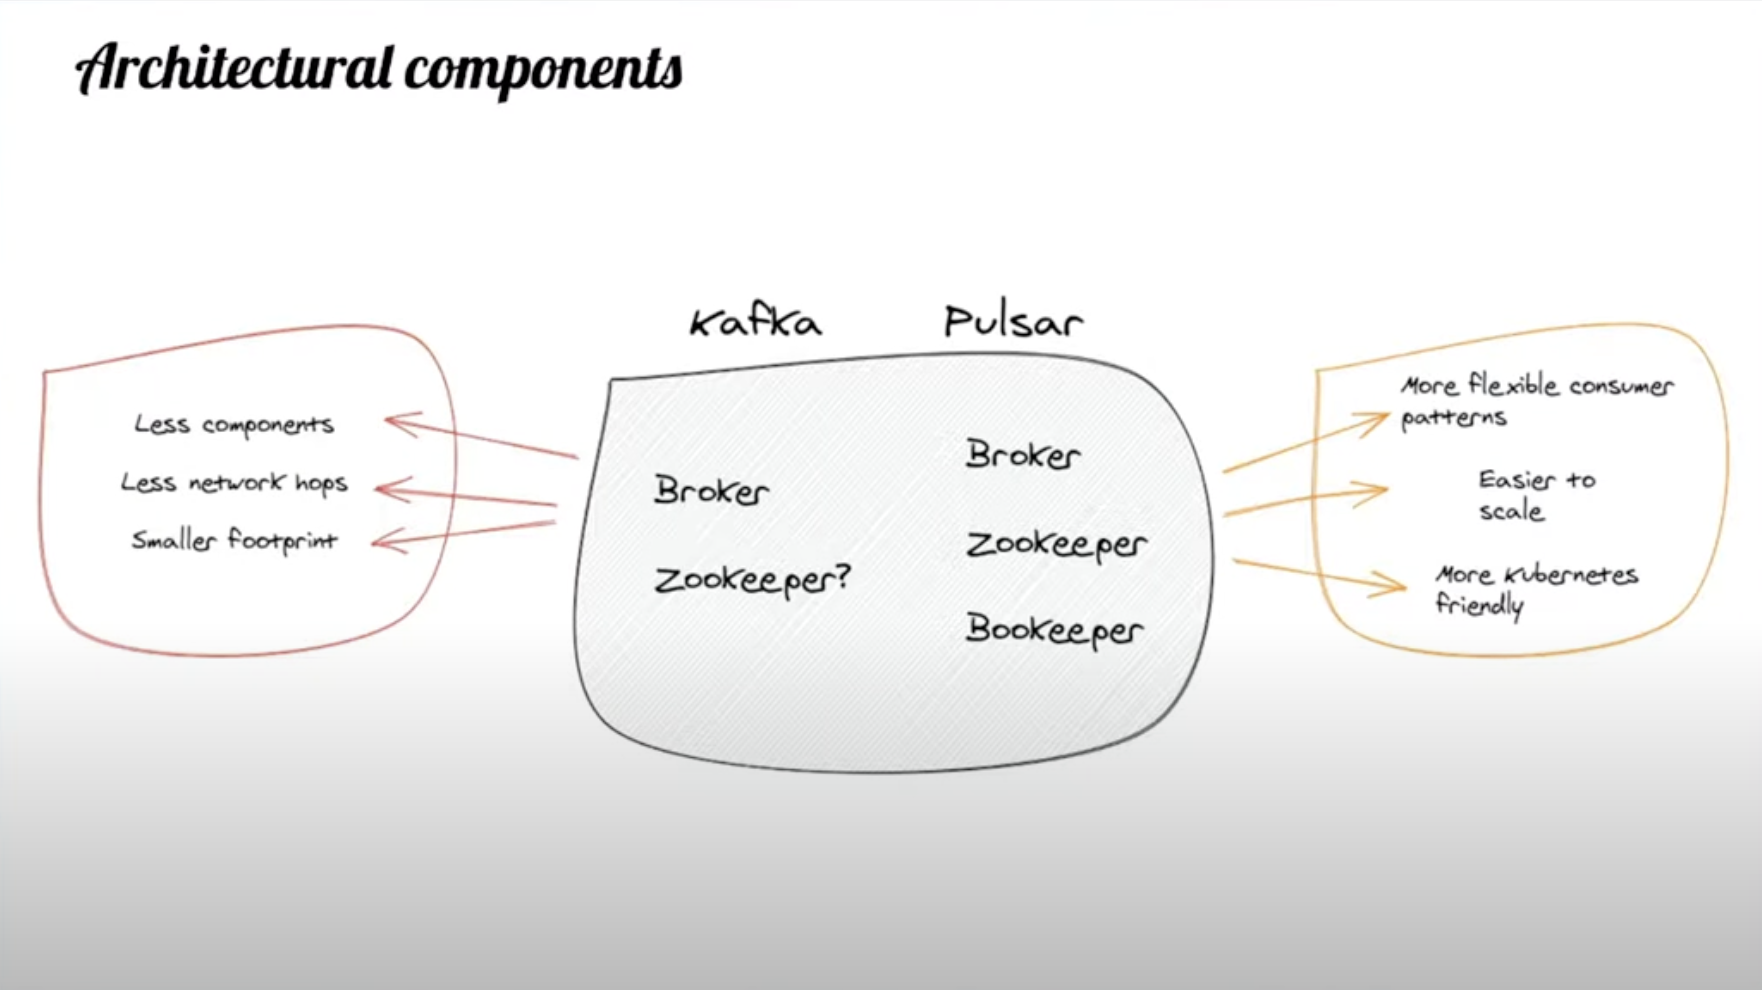 Architectural components
Kafka
Pulsar
Less components
Less network hops
Smaller footprint
Broker
Zookeeper?
Broker
Zookeeper
Bookeeper
More flexible consumer
patterns
Easier to
scale
More Kubernetes
friendly